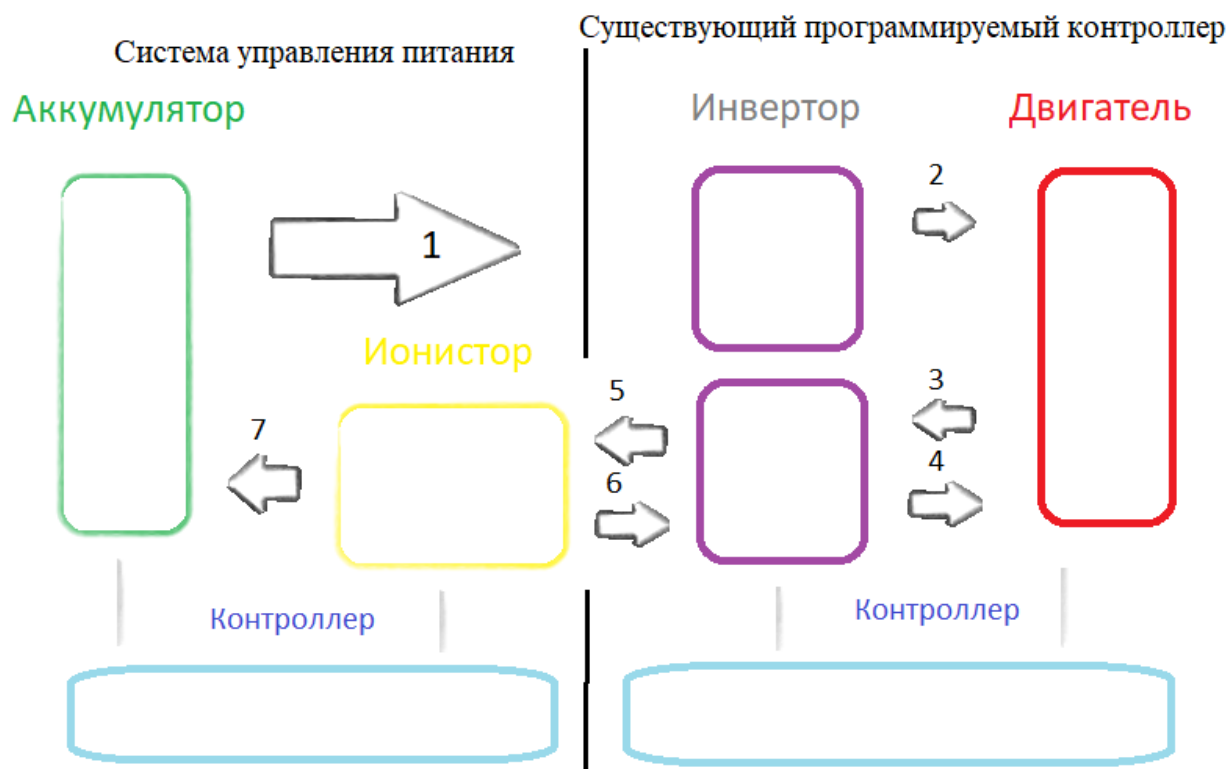 Система управления питания
Существующий программируемый контроллер
Аккумулятор
Инвертор
Двигатель
2
1
Ионистор
5
3
7
6
4
Контроллер
Контроллер